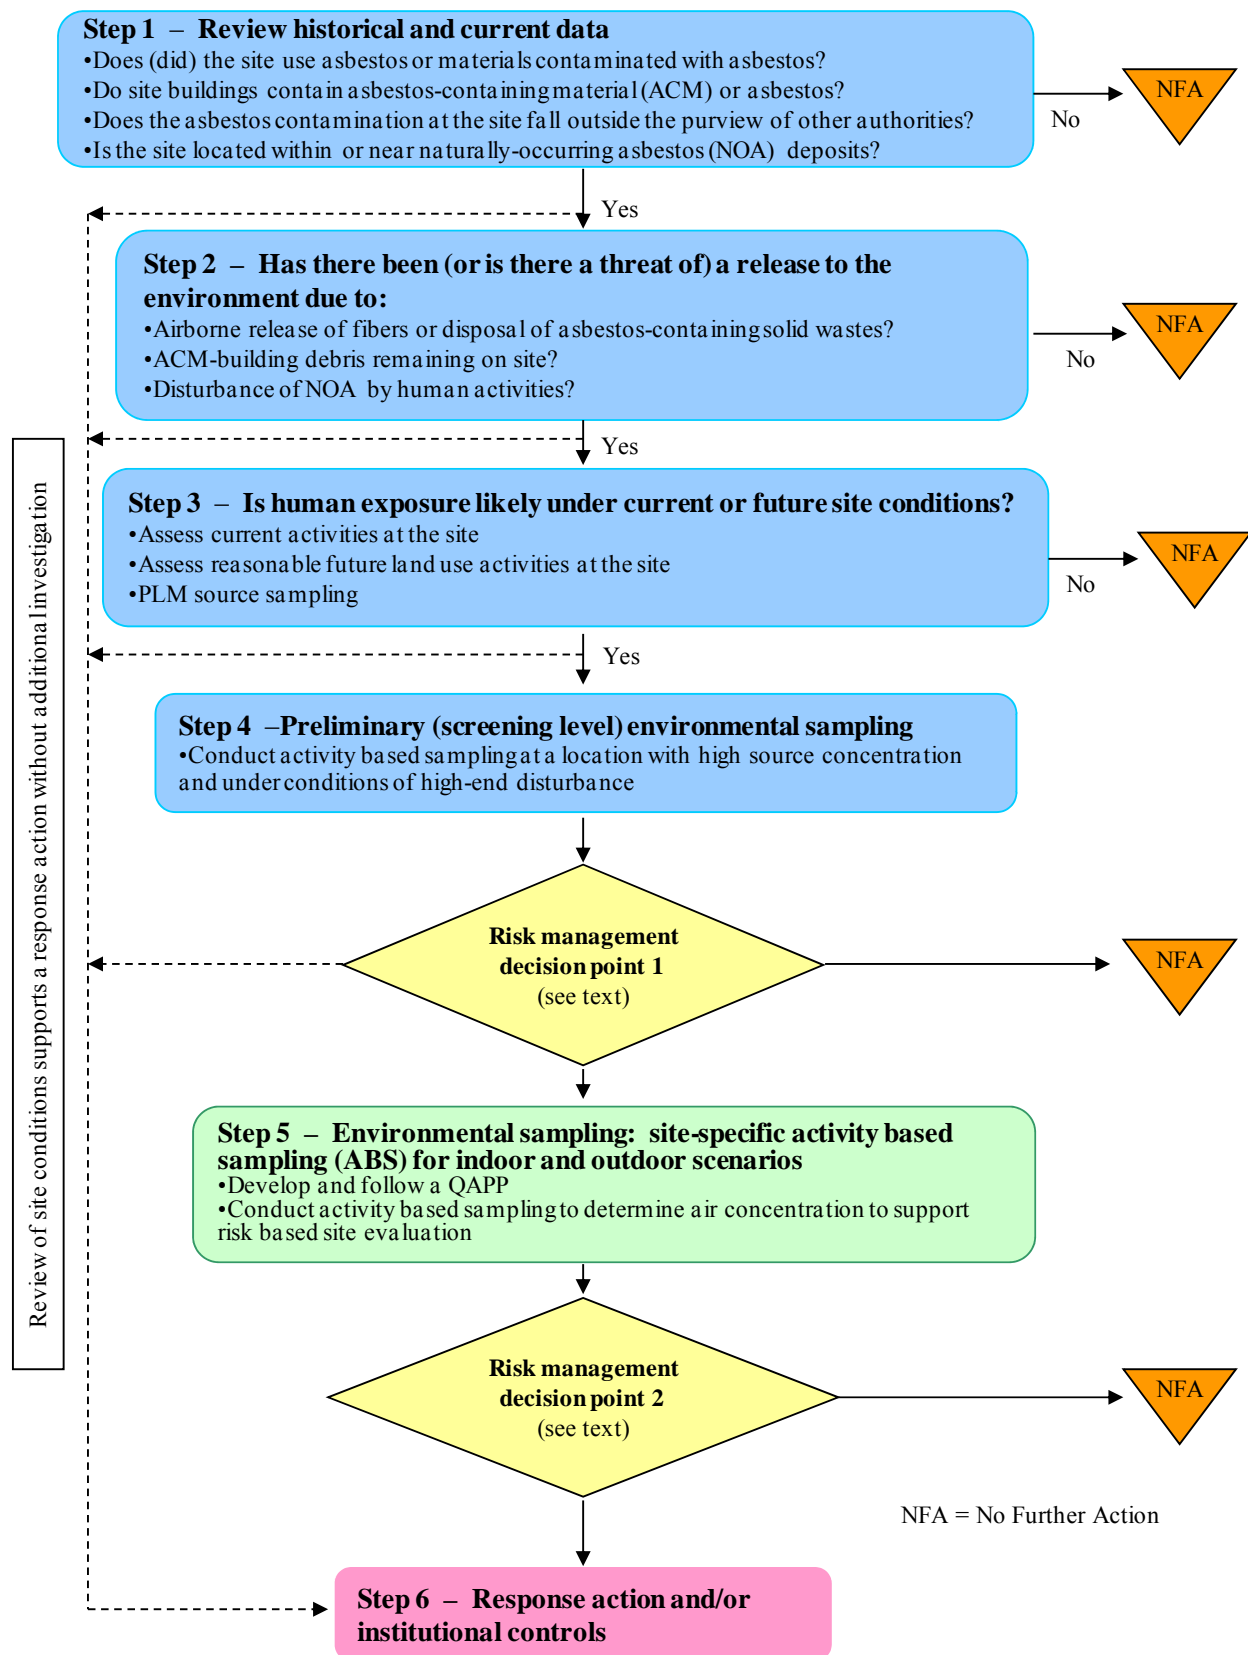 Step 1 – Review historical and current data
•Does (did) the site use asbestos or materials contaminated with asbestos?
•Do site buildings contain asbestos-containing material (ACM) or asbestos?
•Does the asbestos contamination at the site fall outside the purview of other authorities?
•Is the site located within or near naturally-occurring asbestos (NOA) deposits?
No
NFA
Yes
Step 2 – Has there been (or is there a threat of) a release to the
environment due to:
•Airborne release of fibers or disposal of asbestos-containing solid wastes?
•ACM-building debris remaining on site?
•Disturbance of NOA by human activities?
No
NFA
Yes
Step 3 – Is human exposure likely under current or future site conditions?
•Assess current activities at the site
•Assess reasonable future land use activities at the site
•PLM source sampling
No
NFA
Yes
Review of site conditions supports a response action without additional investigation
Step 4 –Preliminary (screening level) environmental sampling
•Conduct activity based sampling at a location with high source concentration
and under conditions of high-end disturbance
Risk management
decision point 1
(see text)
NFA
Step 5 – Environmental sampling: site-specific activity based
sampling (ABS) for indoor and outdoor scenarios
•Develop and follow a QAPP
•Conduct activity based sampling to determine air concentration to support
risk based site evaluation
Risk management
decision point 2
(see text)
NFA
NFA = No Further Action
Step 6 – Response action and/or
institutional controls